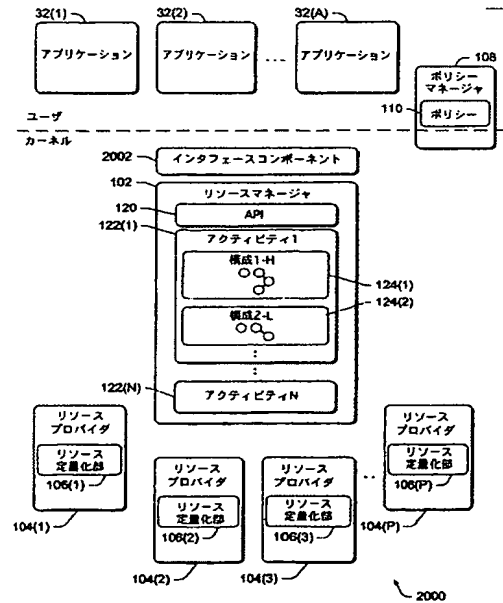 32(1)
32(2)
32(A)
アプリケーション
アプリケーション
...
アプリケーション
108
ポリシー
マネージャ
110
ポリシー
ユーザ
カーネル
2002
インタフェースコンポーネント
102
リソースマネージャ
120
API
122(1)
アクティビティ1
構成1-H
124(1)
124(2)
構成2-L
122(N)
アクティビティN
リソース
プロバイダ
リソース
定量化部
106(1)
104(1)
リソース
プロバイダ
リソース
定量化部
106(2)
104(2)
リソース
プロバイダ
リソース
定量化部
106(3)
104(3)
リソース
プロバイダ
リソース
定量化部
106(P)
104(P)
2000